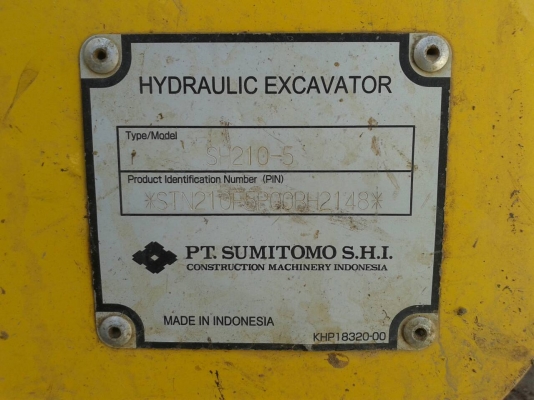 HYDRAULIC EXCAVATOR
Type/Model
SH210-5
Product Identification Number (PIN)
PT. SUMITOMO S.H.I.
CONSTRUCTION MACHINERY INDONESIA
MADE IN INDONESIA
KHP18320-00